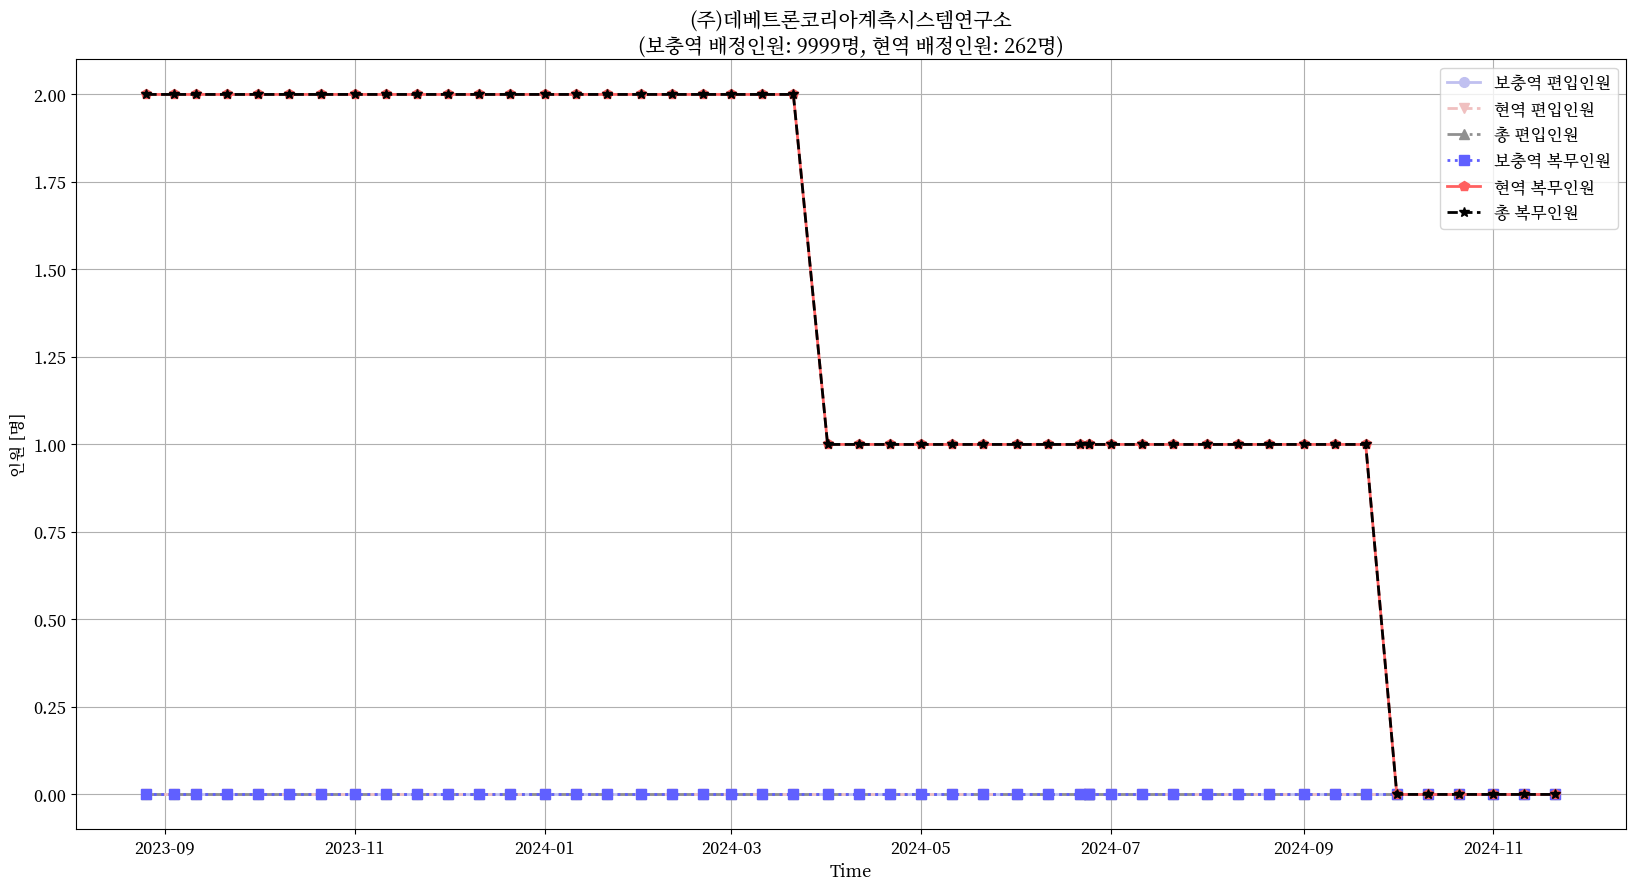 (주)데베트론코리아계측시스템연구소
(보충역 배정인원: 9999명, 현역 배정인원: 262명)
보충역 편입인원
현역 편입인원
총 편입인원
보충역 복무인원
현역 복무인원
총 복무인원
인원 [명]
2.00
1.75
1.50
1.25
1.00
0.75
0.50
0.25
0.00
2023-09
2023-11
2024-01
2024-03
2024-05
2024-07
2024-09
2024-11
Time